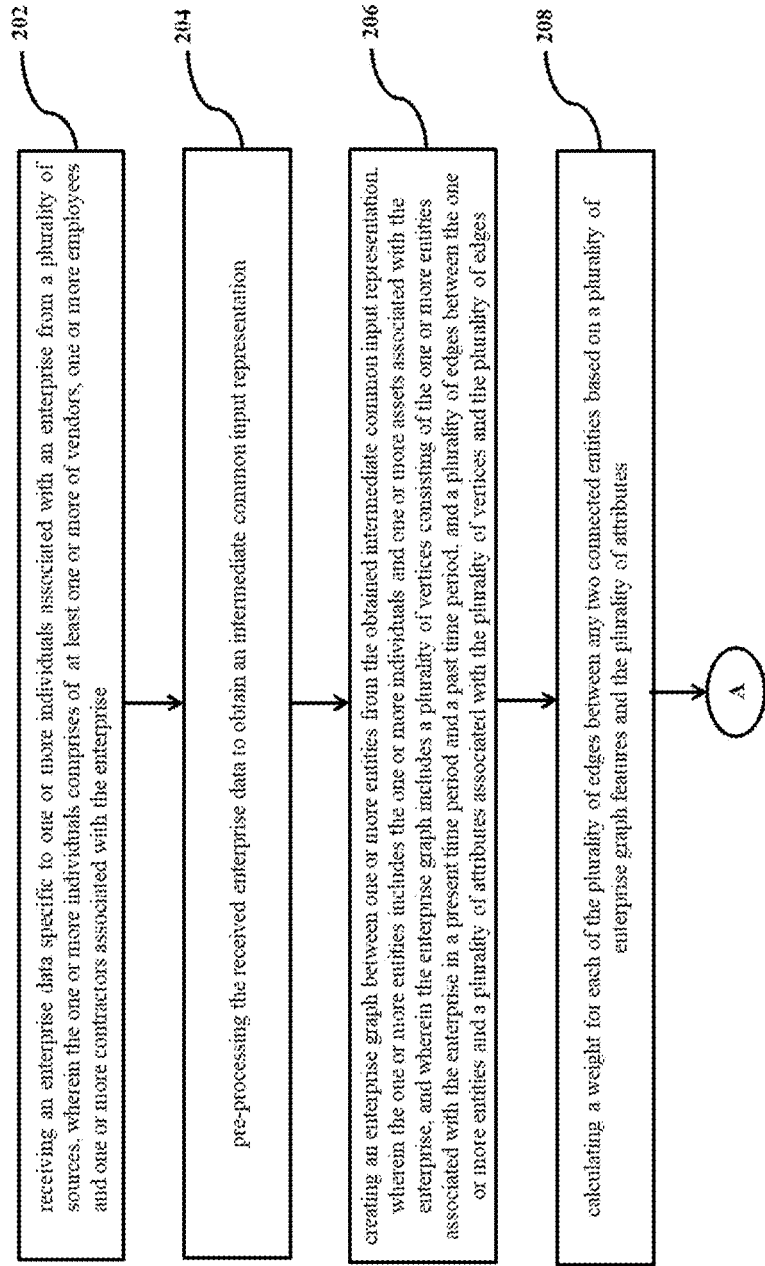 202
receiving an enterprise data specific to one or more individuals associated with an enterprise from a plurality of
sources, wherein the one or more individuals comprises of at least one or more of vendors, one or more employees
and one or more contractors associated with the enterprise
204
pre-processing the received enterprise data to obtain an intermediate common input representation
206
creating an enterprise graph between one or more entities from the obtained intermediate common input representation,
wherein the one or more entities includes the one or more individuals and one or more assets associated with the
enterprise, and wherein the enterprise graph includes a plurality of vertices consisting of the one or more entities
associated with the enterprise in a present time period and a past time period, and a plurality of edges between the one
or more entities and a plurality of attributes associated with the plurality of vertices and the plurality of edges
208
calculating a weight for each of the plurality of edges between any two connected entities based on a plurality of
enterprise graph features and the plurality of attributes
A